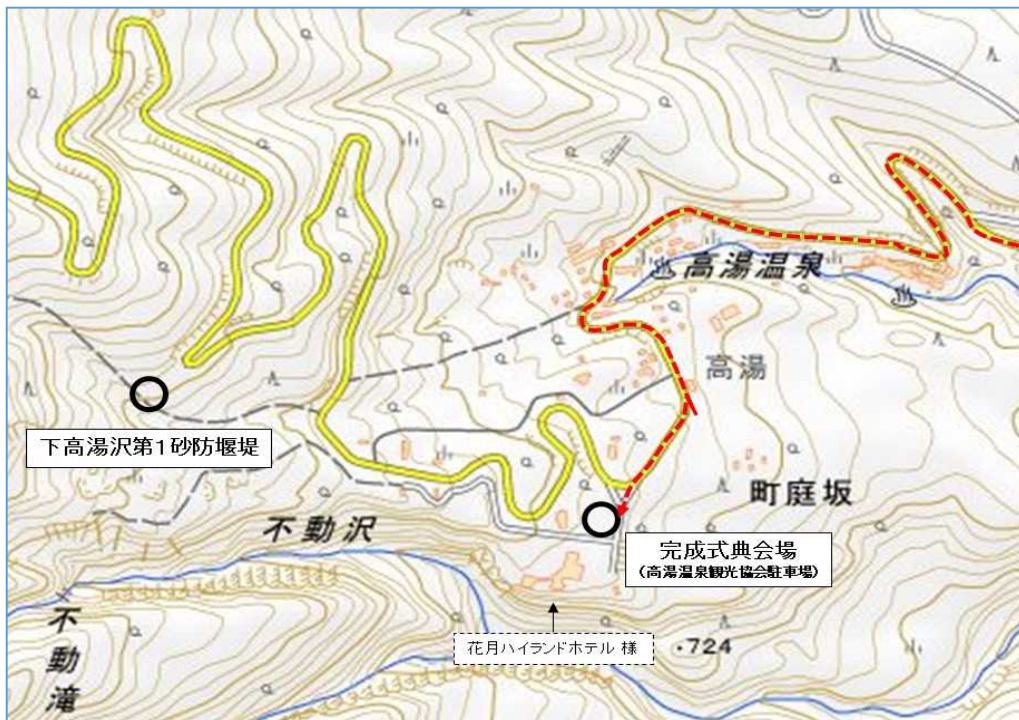 高湯温泉
高湯
下高湯沢第1砂防堰堤
町庭坂
不動沢
完成式典会場
(高湯温泉観光協会駐車場)
不動滝
花月ハイランドホテル 様
・724